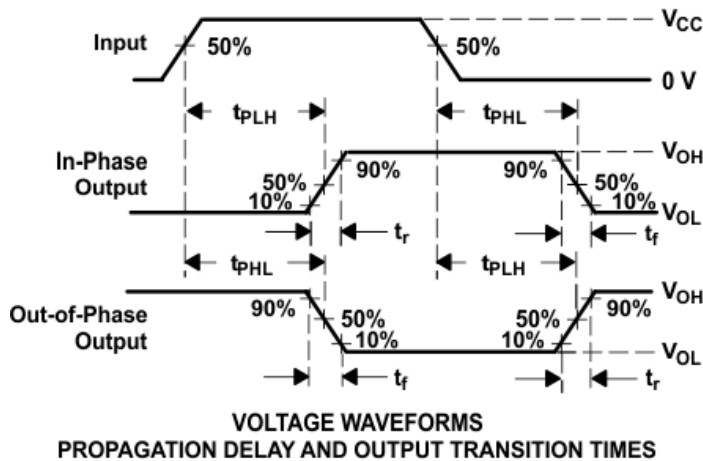 VCC
Input
50%
50%
0 V
tPLH
tPHL
In-Phase
Output
VOH
90%
90%
50%
50%
10%
10%
VOL
tr
tf
tPHL
tPLH
Out-of-Phase
Output
VOH
90%
90%
50%
50%
10%
10%
VOL
tf
tr
VOLTAGE WAVEFORMS
PROPAGATION DELAY AND OUTPUT TRANSITION TIMES